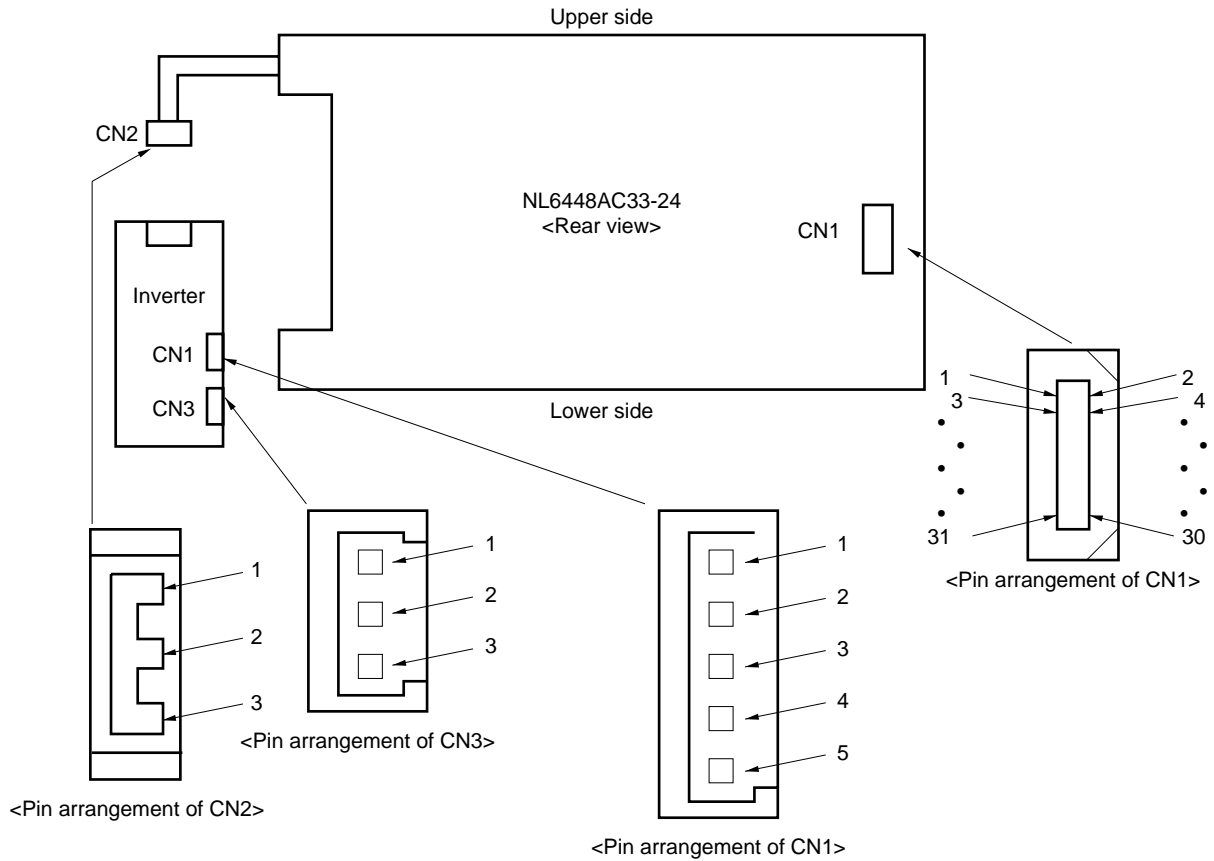 Upper side
CN2
NL6448AC33-24
<Rear view>
CN1
Inverter
CN1
CN3
Lower side
1
2
3
4
31
30
<Pin arrangement of CN1>
1
2
3
<Pin arrangement of CN2>
1
2
3
<Pin arrangement of CN3>
1
2
3
4
5
<Pin arrangement of CN1>